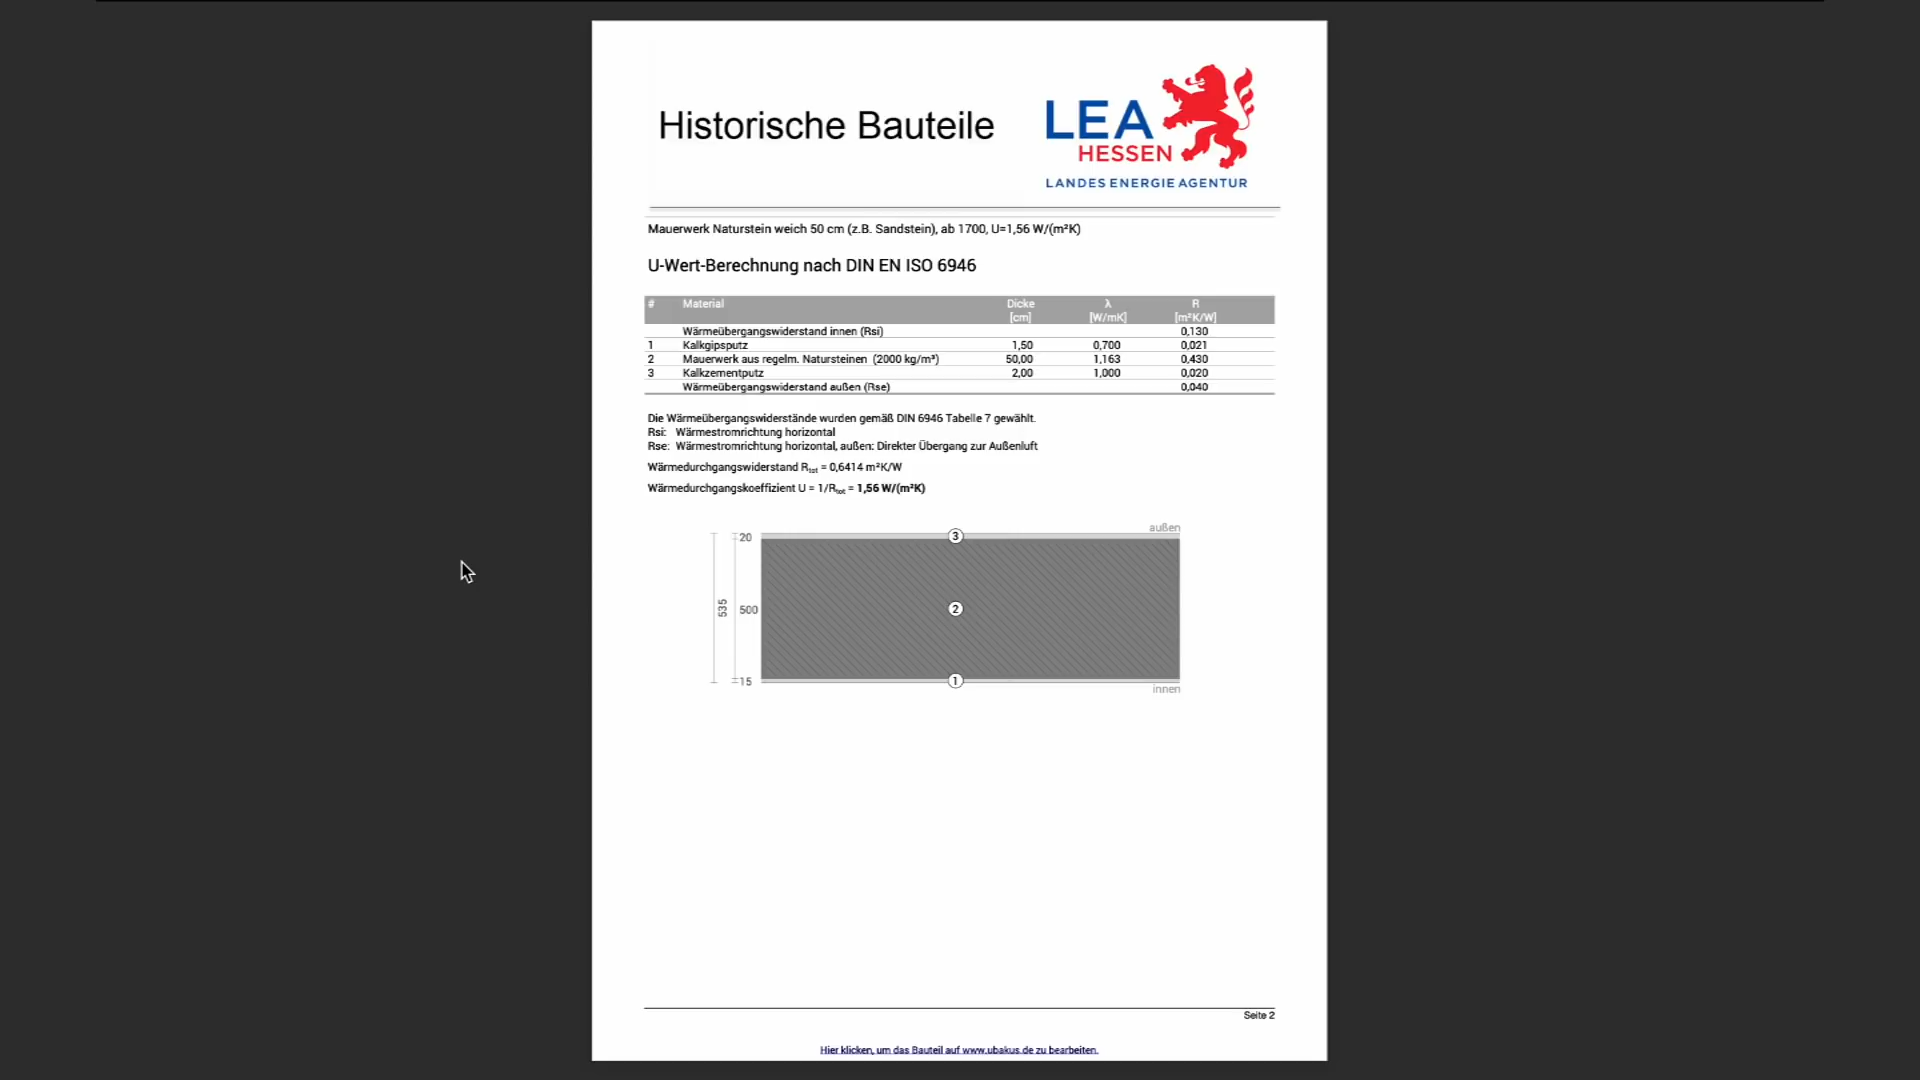 Historische Bauteile
LEA
HESSEN
LANDESENERGIEAGENTUR
Mauerwerk Naturstein weich 50 cm (z.B. Sandstein), ab 1700, U=1,56 W/(m²K)
U-Wert-Berechnung nach DIN EN ISO 6946
# Material Dicke λ R
[cm] [W/mK] [m²K/W]
Wärmeübergangswiderstand innen (Rsi) 0,130
1 Kalkgipsputz 1,50 0,700 0,021
2 Mauerwerk aus regelm. Natursteinen (2000 kg/m³) 50,00 1,163 0,430
3 Kalkzementputz 2,00 1,000 0,020
Wärmeübergangswiderstand außen (Rse) 0,040
Die Wärmeübergangswiderstände wurden gemäß DIN 6946 Tabelle 7 gewählt.
Rsi: Wärmestromrichtung horizontal
Rse: Wärmestromrichtung horizontal, außen: Direkter Übergang zur Außenluft
Wärmedurchgangswiderstand Rtot = 0,6414 m²K/W
Wärmedurchgangskoeffizient U = 1/Rtot = 1,56 W/(m²K)
außen
20 3
535 500 2
15 1
innen
Seite 2
Hier klicken, um das Bauteil auf www.ubakus.de zu bearbeiten.